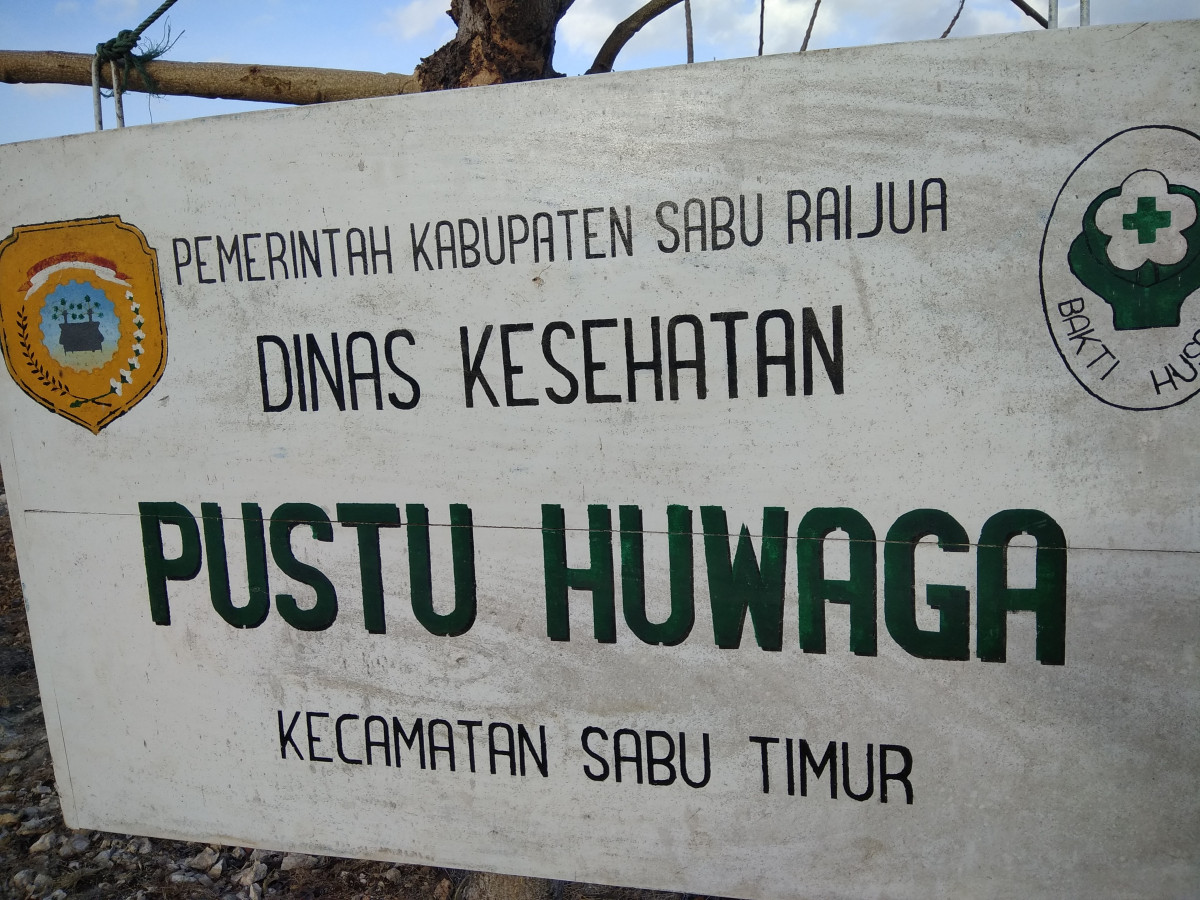 PEMERINTAH KABUPATEN SABU RAIJUA
DINAS KESEHATAN
BAKTI
PUSTU HUWAGA
KECAMATAN SABU TIMUR